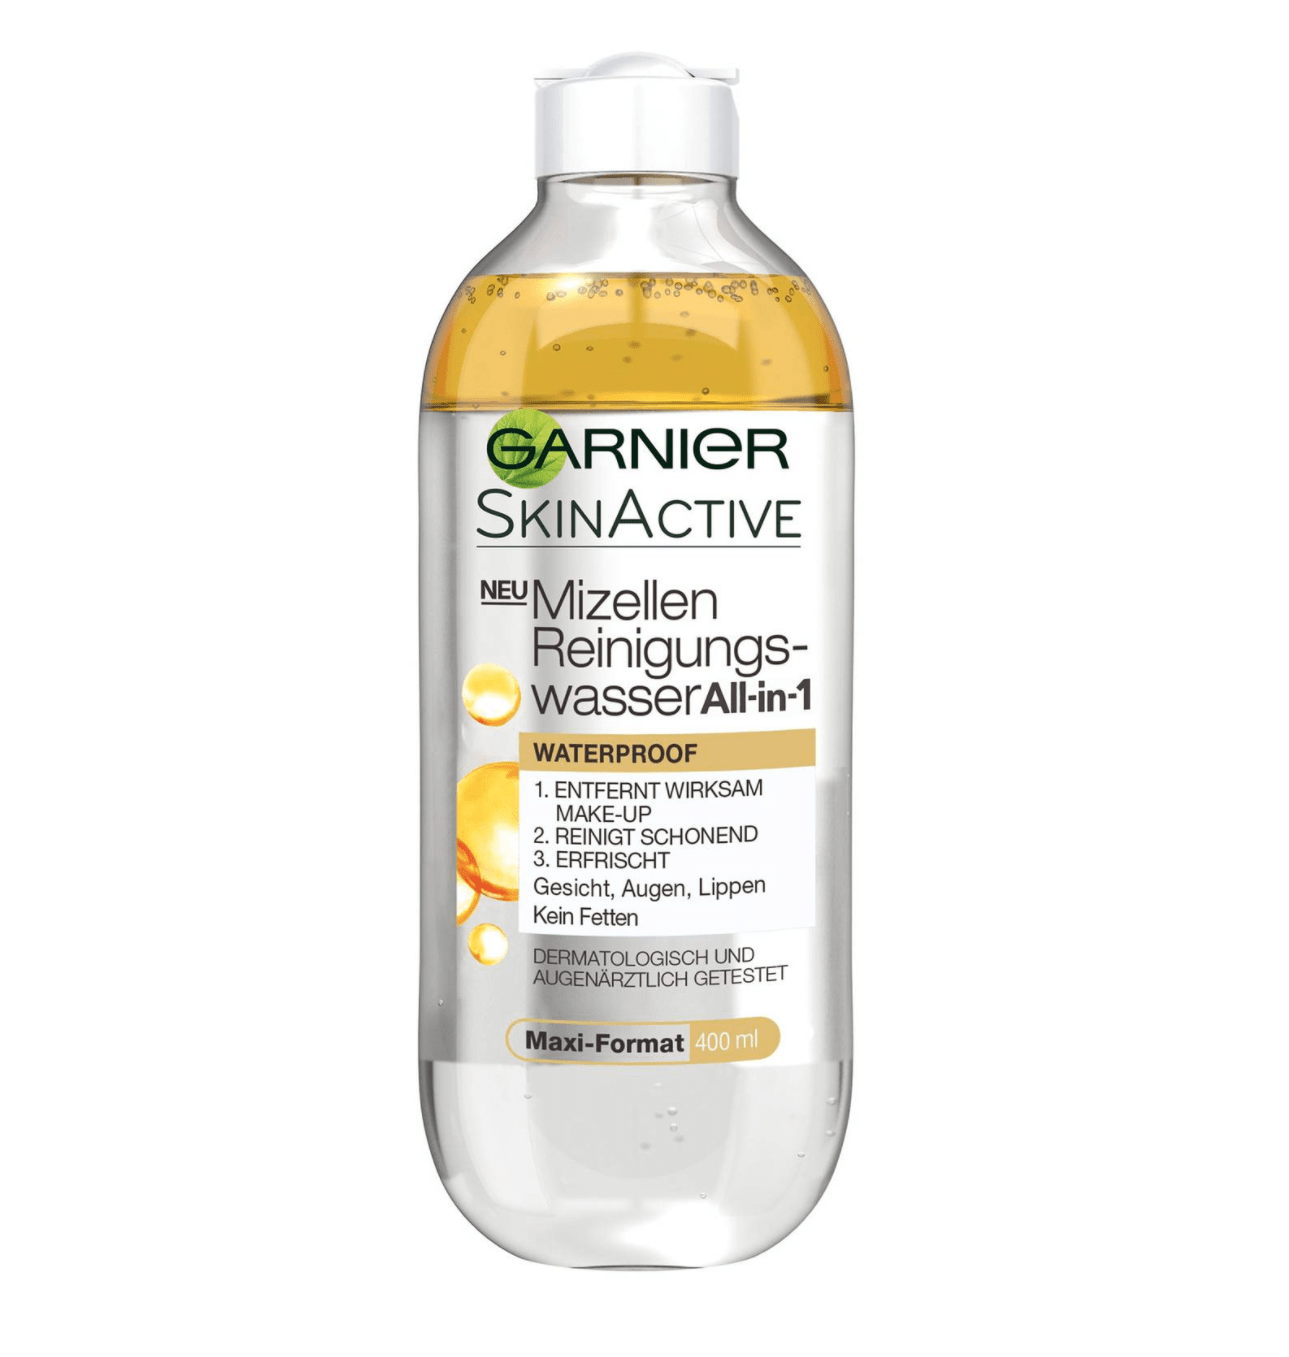 GARNIER
SKINACTIVE
NEU Mizellen
Reinigungs-
wasser All-in-1
WATERPROOF
1. ENTFERNT WIRKSAM
MAKE-UP
2. REINIGT SCHONEND
3. ERFRISCHT
Gesicht, Augen, Lippen
Kein Fetten
DERMATOLOGISCH UND
AUGENÄRZTLICH GETESTET
Maxi-Format 400 ml